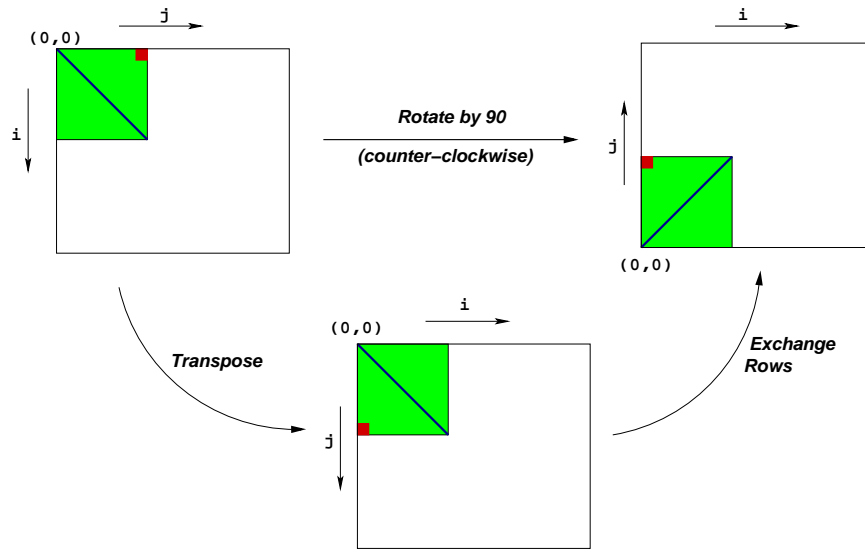 j
(0,0)
i
Rotate by 90
(counter−clockwise)
i
j
(0,0)
Transpose
i
(0,0)
j
Exchange
Rows